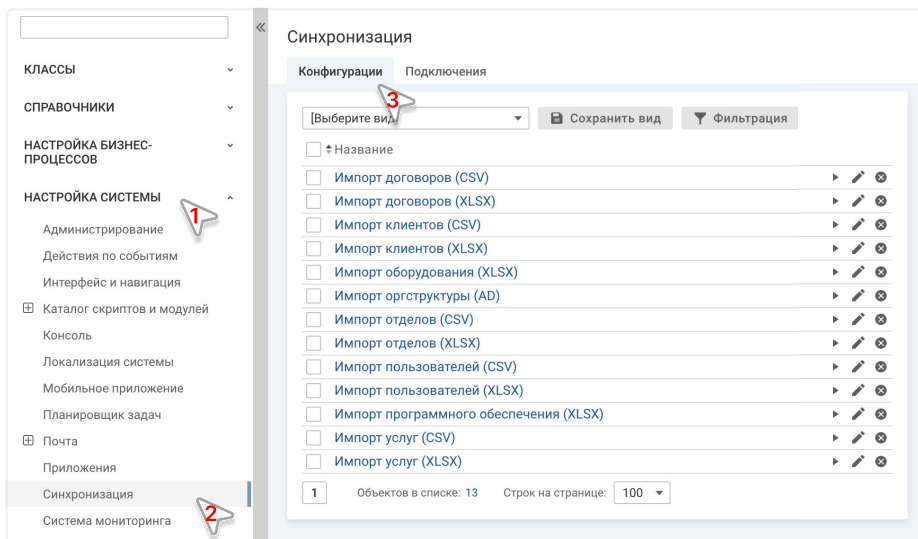 КЛАССЫ
СПРАВОЧНИКИ
НАСТРОЙКА БИЗНЕС-
ПРОЦЕССОВ
НАСТРОЙКА СИСТЕМЫ
1
Администрирование
Действия по событиям
Интерфейс и навигация
Каталог скриптов и модулей
Консоль
Локализация системы
Мобильное приложение
Планировщик задач
Почта
Приложения
Синхронизация
2
Система мониторинга
Синхронизация
Конфигурации Подключения
3
[Выберите вид] Сохранить вид Фильтрация
Название
Импорт договоров (CSV)
Импорт договоров (XLSX)
Импорт клиентов (CSV)
Импорт клиентов (XLSX)
Импорт оборудования (XLSX)
Импорт оргструктуры (AD)
Импорт отделов (CSV)
Импорт отделов (XLSX)
Импорт пользователей (CSV)
Импорт пользователей (XLSX)
Импорт программного обеспечения (XLSX)
Импорт услуг (CSV)
Импорт услуг (XLSX)
1 Объектов в списке: 13 Строк на странице: 100